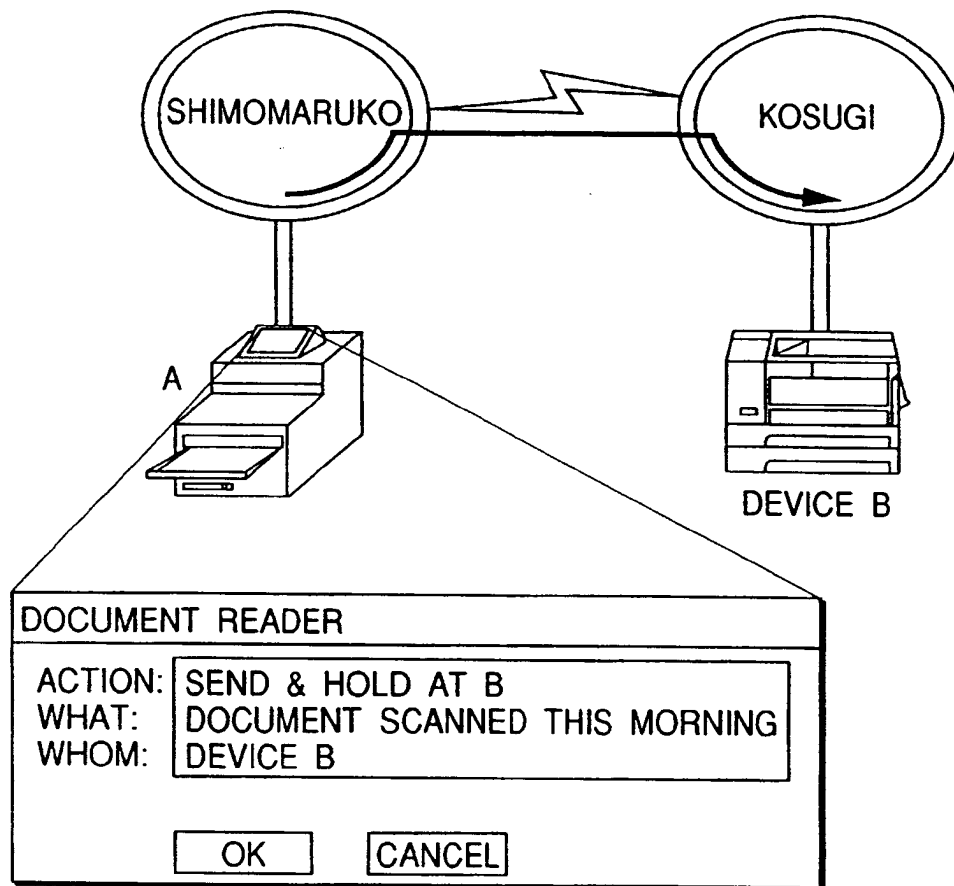 SHIMOMARUKO
KOSUGI
A
DEVICE B
DOCUMENT READER
ACTION: SEND & HOLD AT B
WHAT: DOCUMENT SCANNED THIS MORNING
WHOM: DEVICE B
OK CANCEL